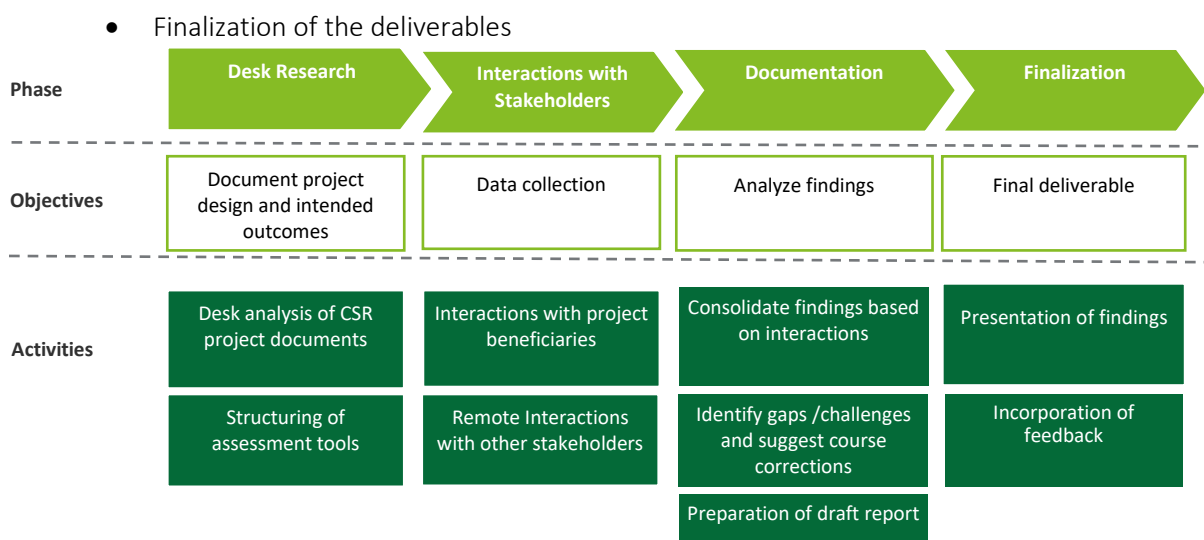 ● Finalization of the deliverables
Phase
Desk Research
Interactions with
Stakeholders
Documentation
Finalization
Objectives
Document project
design and intended
outcomes
Data collection
Analyze findings
Final deliverable
Activities
Desk analysis of CSR
project documents
Interactions with project
beneficiaries
Consolidate findings based
on interactions
Presentation of findings
Structuring of
assessment tools
Remote Interactions
with other stakeholders
Identify gaps /challenges
and suggest course
corrections
Incorporation of
feedback
Preparation of draft report